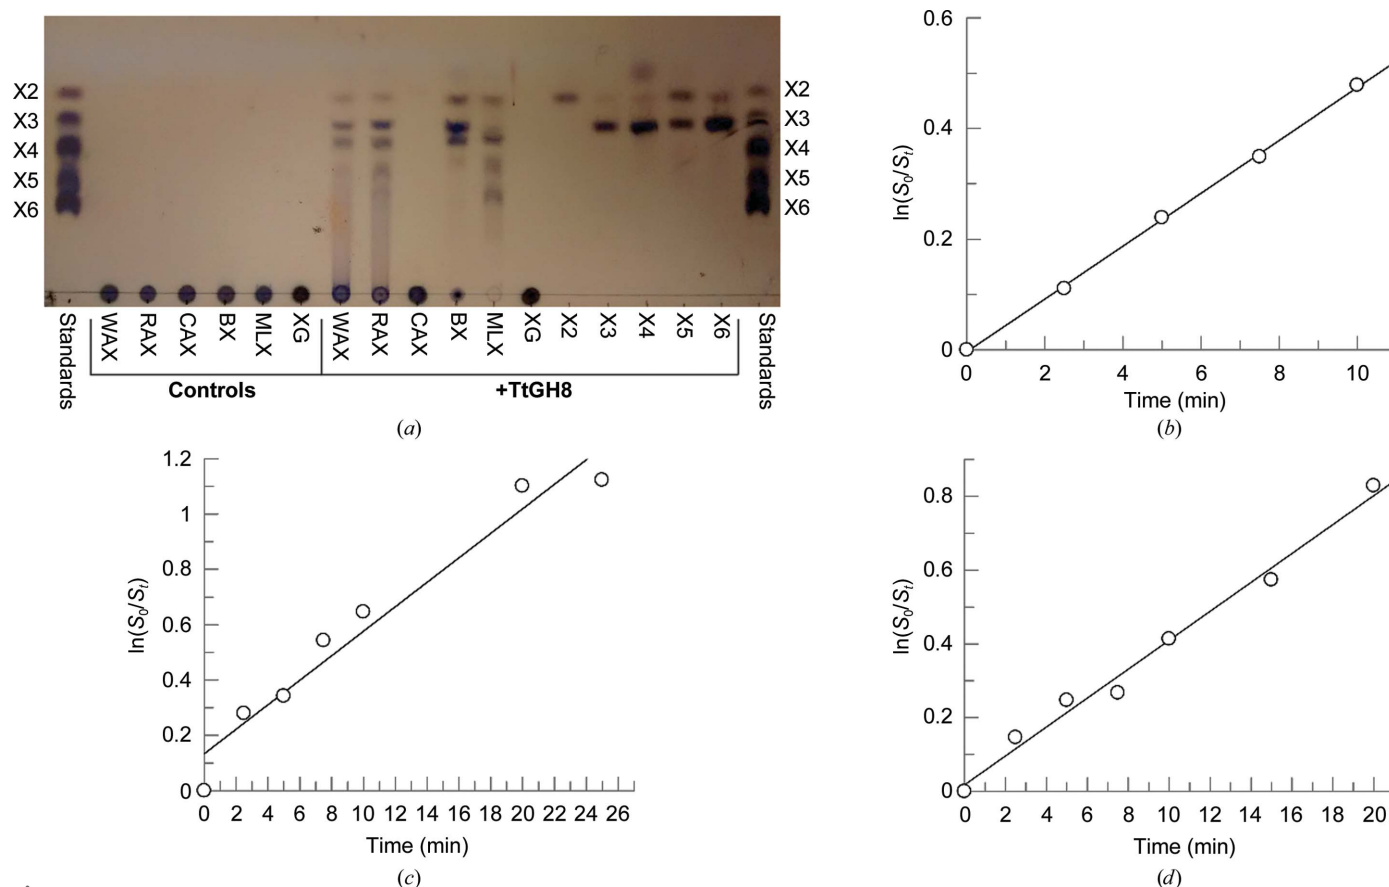 X2
X3
X4
X5
X6
X2
X3
X4
X5
X6
Standards
WAX
RAX
CAX
BX
MLX
XG
WAX
RAX
CAX
BX
MLX
XG
X2
X3
X4
X5
X6
Standards
Controls
+TtGH8
(a)
0.6
0.4
0.2
0
ln(S0/St)
0 2 4 6 8 10
Time (min)
(b)
1.2
1
0.8
0.6
0.4
0.2
0
ln(S0/St)
0 2 4 6 8 10 12 14 16 18 20 22 24 26
Time (min)
(c)
0.8
0.6
0.4
0.2
0
ln(S0/St)
0 2 4 6 8 10 12 14 16 18 20
Time (min)
(d)